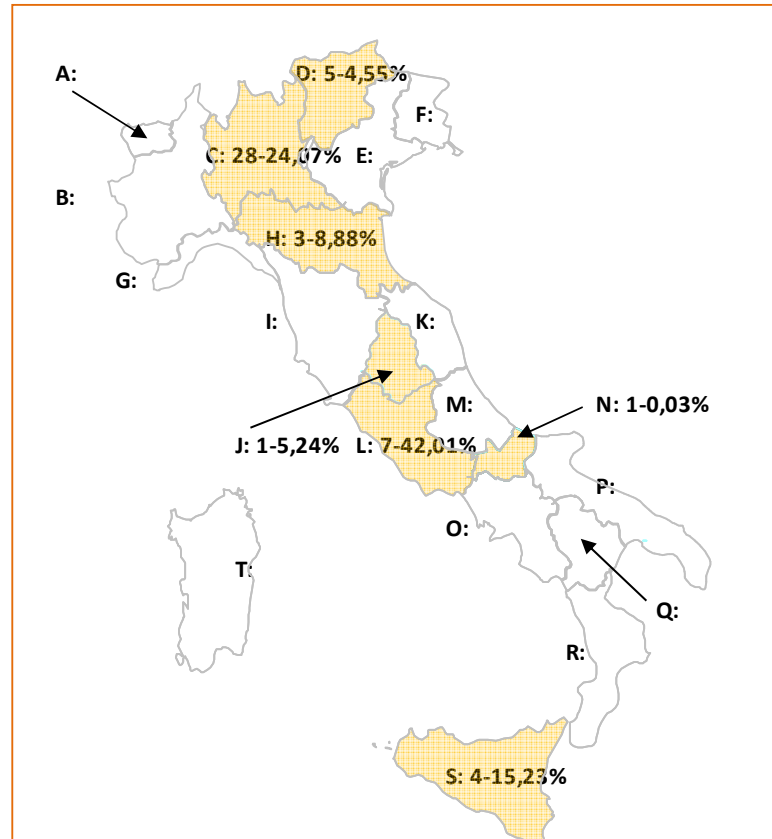 D: 5-4,55%
A:
F:
C: 28-24,07%
E:
B:
H: 3-8,88%
G:
I:
K:
M:
N: 1-0,03%
J: 1-5,24%
L: 7-42,01%
P:
O:
T:
Q:
R:
S: 4-15,23%